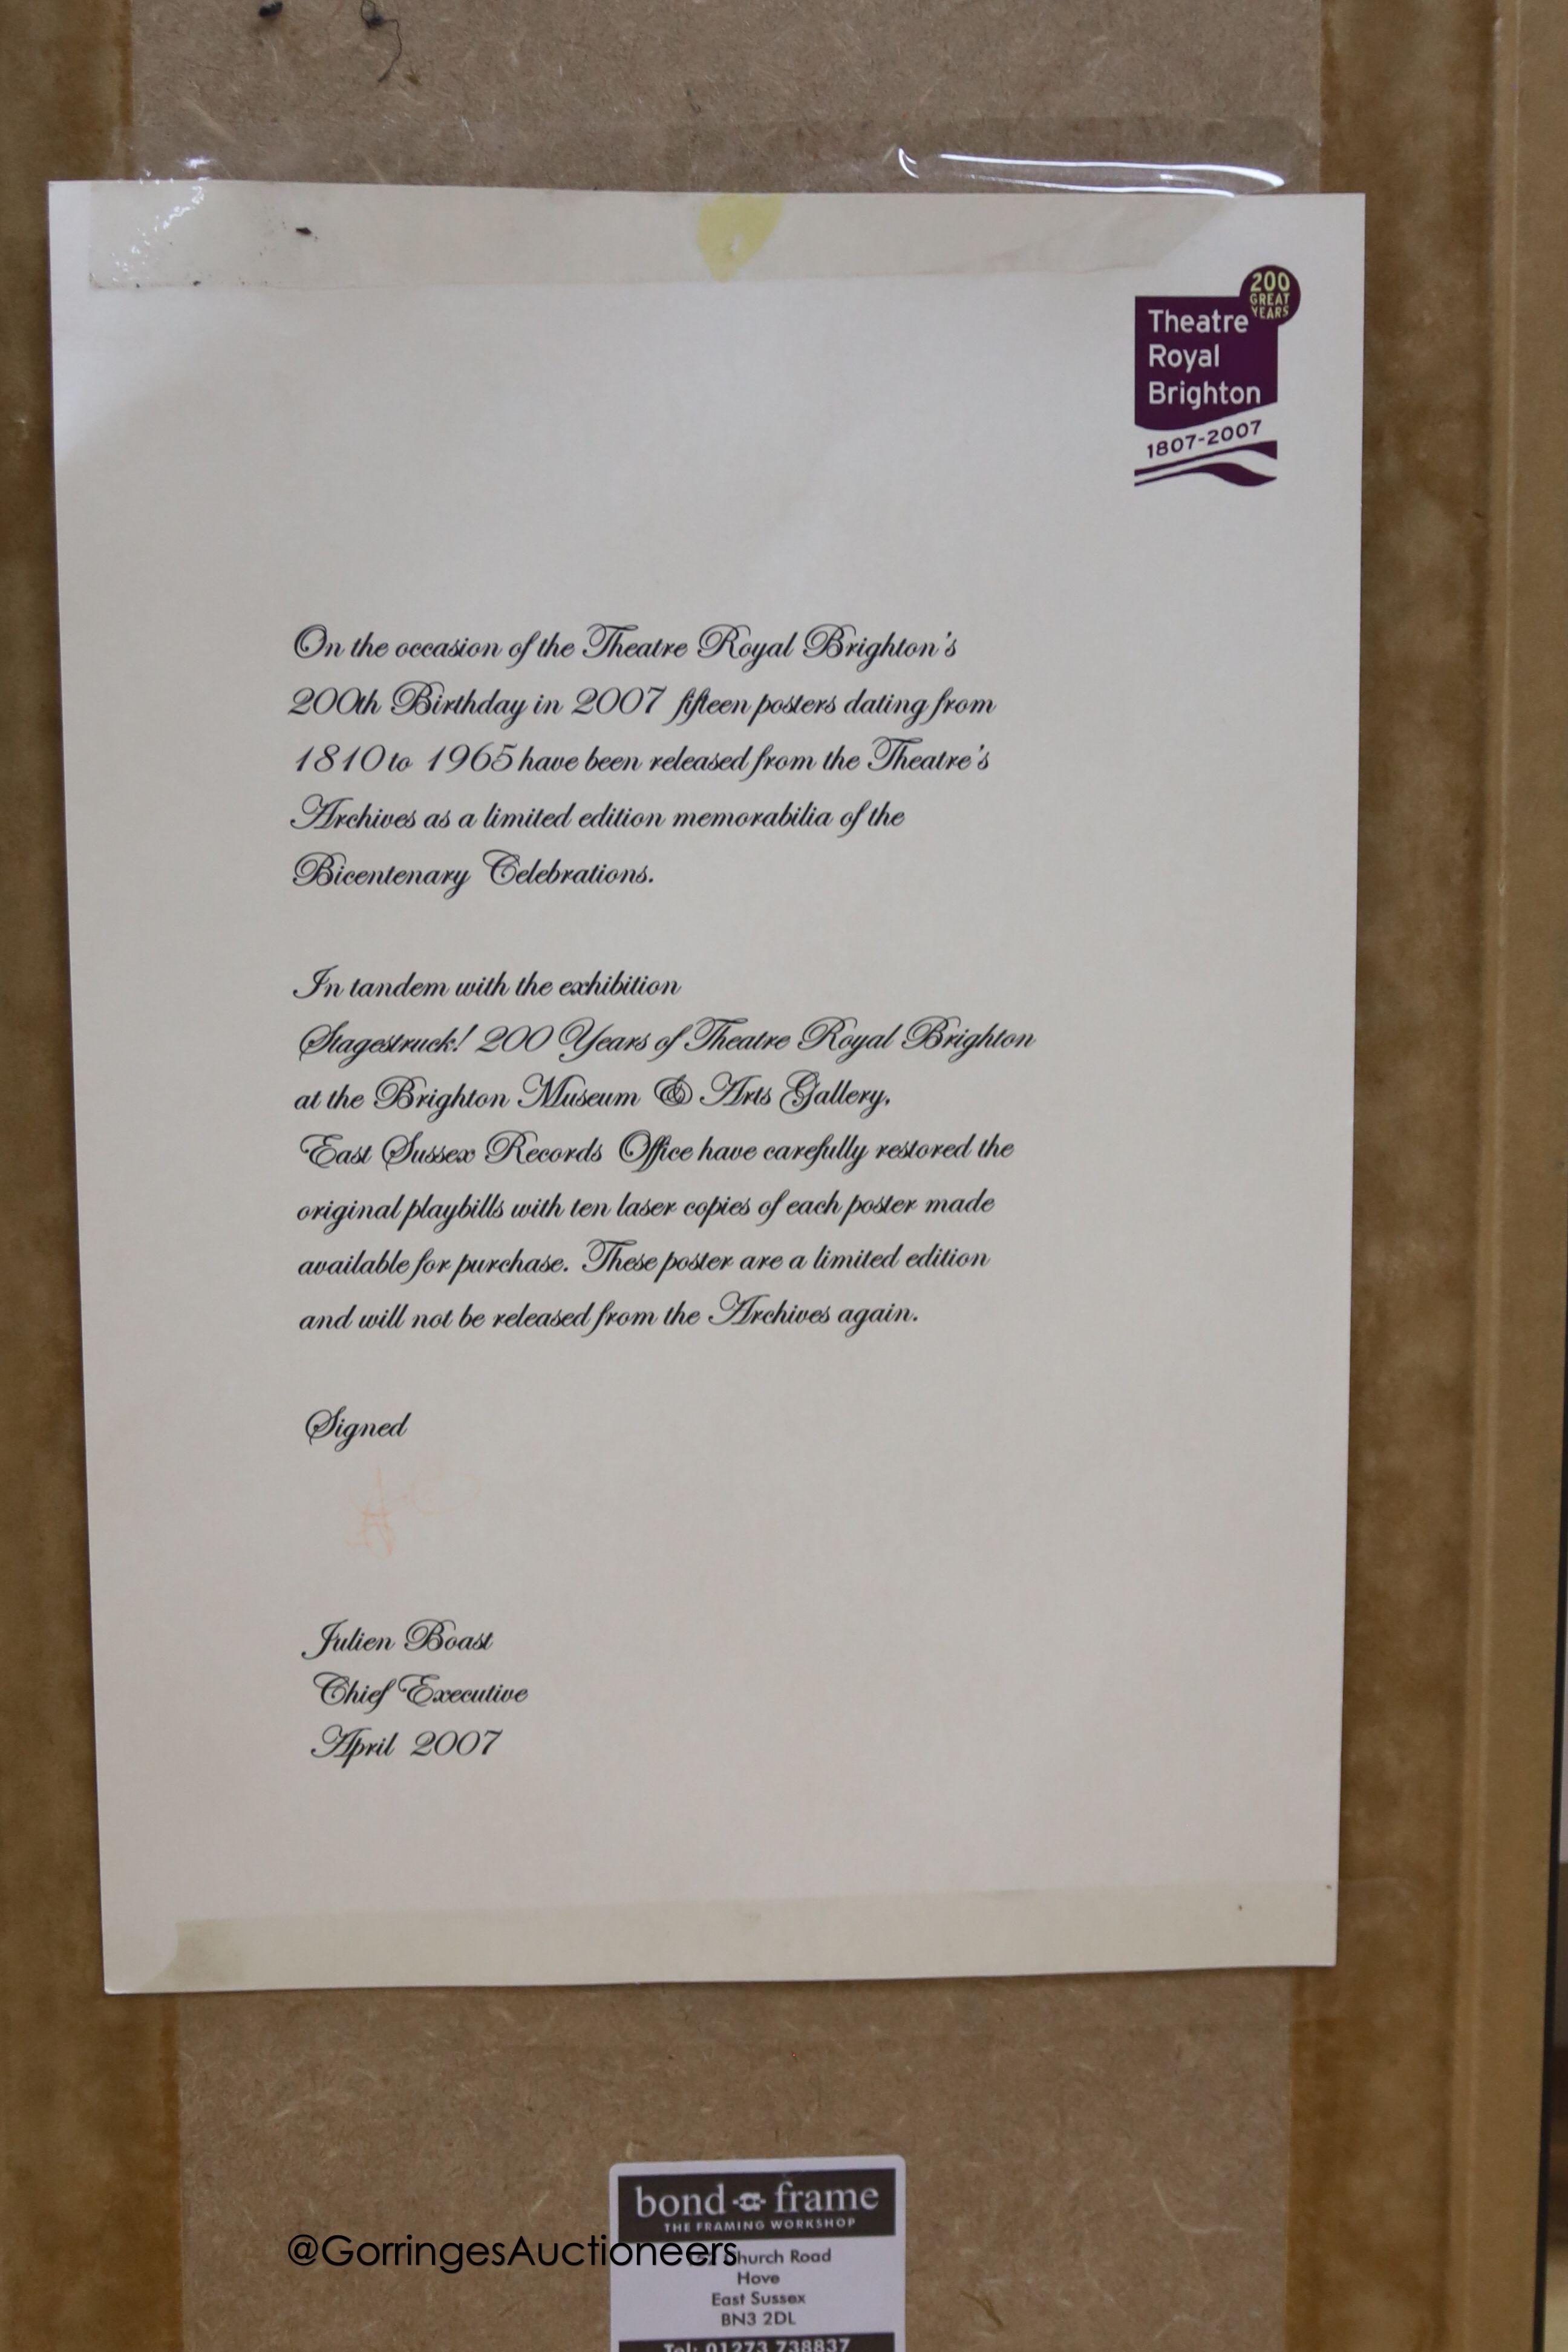 200
GREAT
YEARS
Theatre
Royal
Brighton
1807-2007
On the occasion of the Theatre Royal Brighton's
200th Birthday in 2007 fifteen posters dating from
1810 to 1965 have been released from the Theatre's
Archives as a limited edition memorabilia of the
Bicentenary Celebrations.
In tandem with the exhibition
Stagestruck! 200 Years of Theatre Royal Brighton
at the Brighton Museum & Arts Gallery,
East Sussex Records Office have carefully restored the
original playbills with ten laser copies of each poster made
available for purchase. These poster are a limited edition
and will not be released from the Archives again.
Signed
Julien Boast
Chief Executive
April 2007
bond frame
THE FRAMING WORKSHOP
@GorringesAuctioneers
Church Road
Hove
East Sussex
BN3 2DL
Tel: 01273 738837